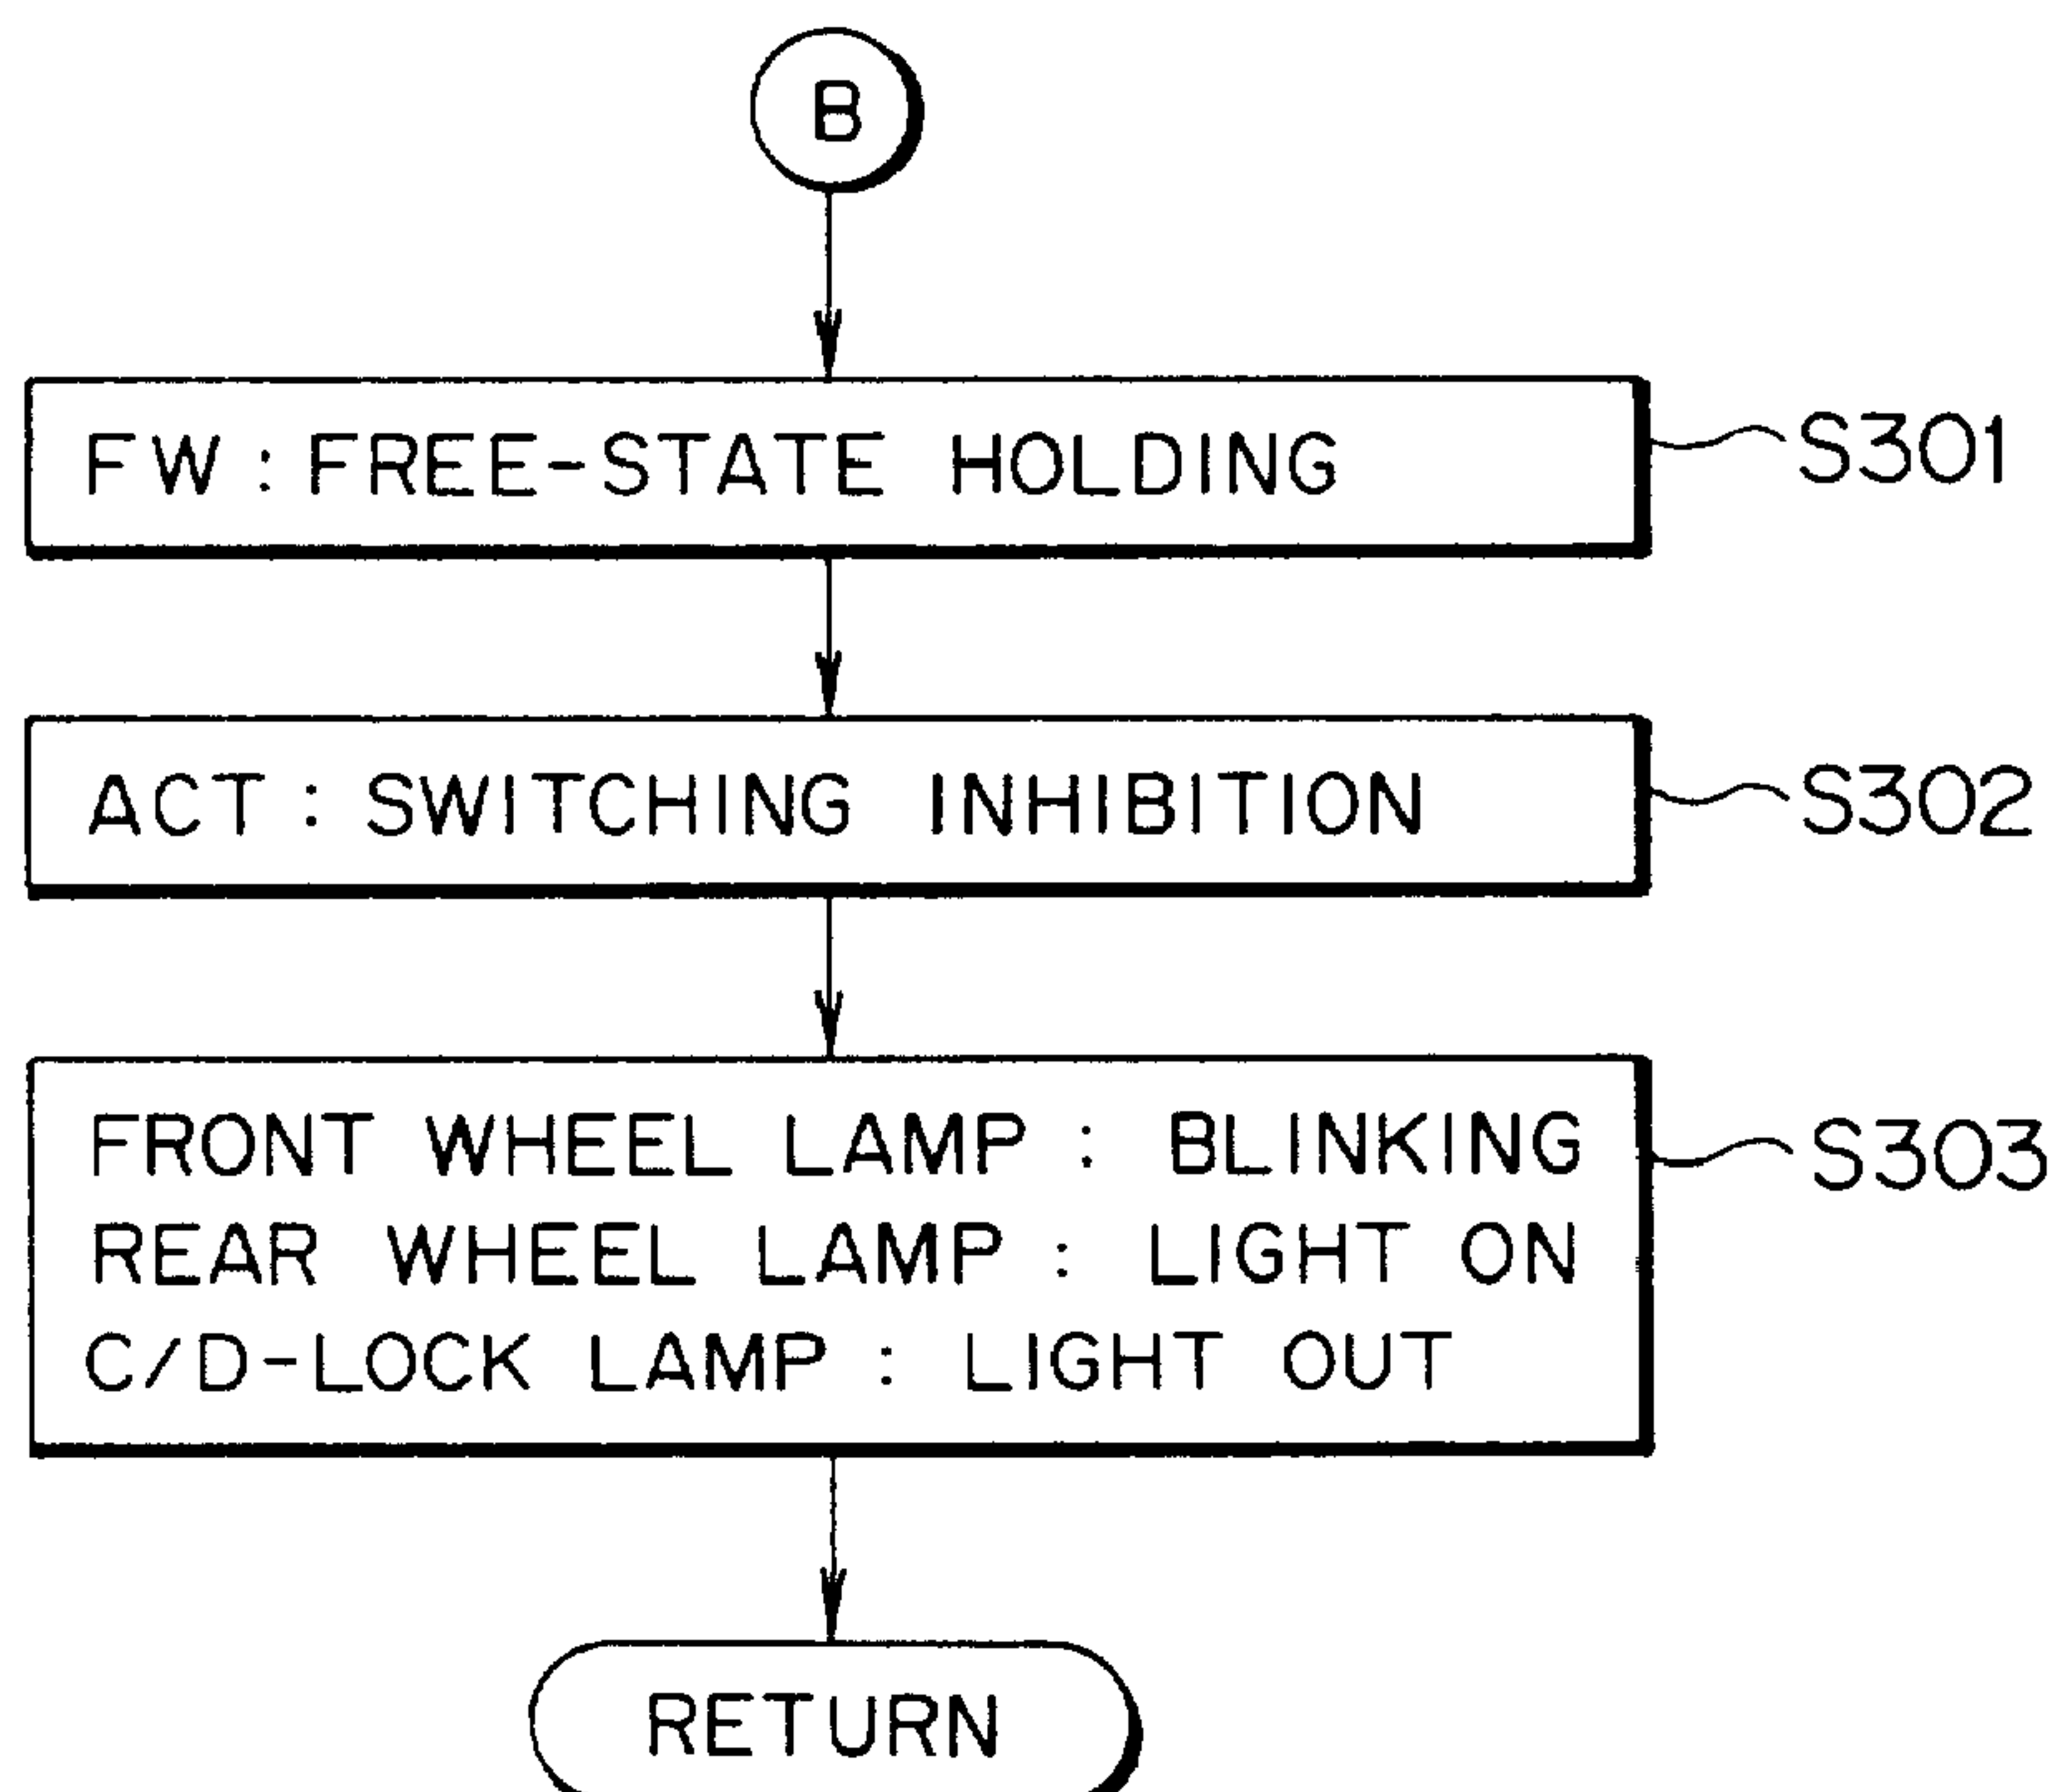 B
FW : FREE-STATE HOLDING
S301
ACT : SWITCHING INHIBITION
S302
FRONT WHEEL LAMP : BLINKING
S303
REAR WHEEL LAMP : LIGHT ON
C/D-LOCK LAMP : LIGHT OUT
RETURN